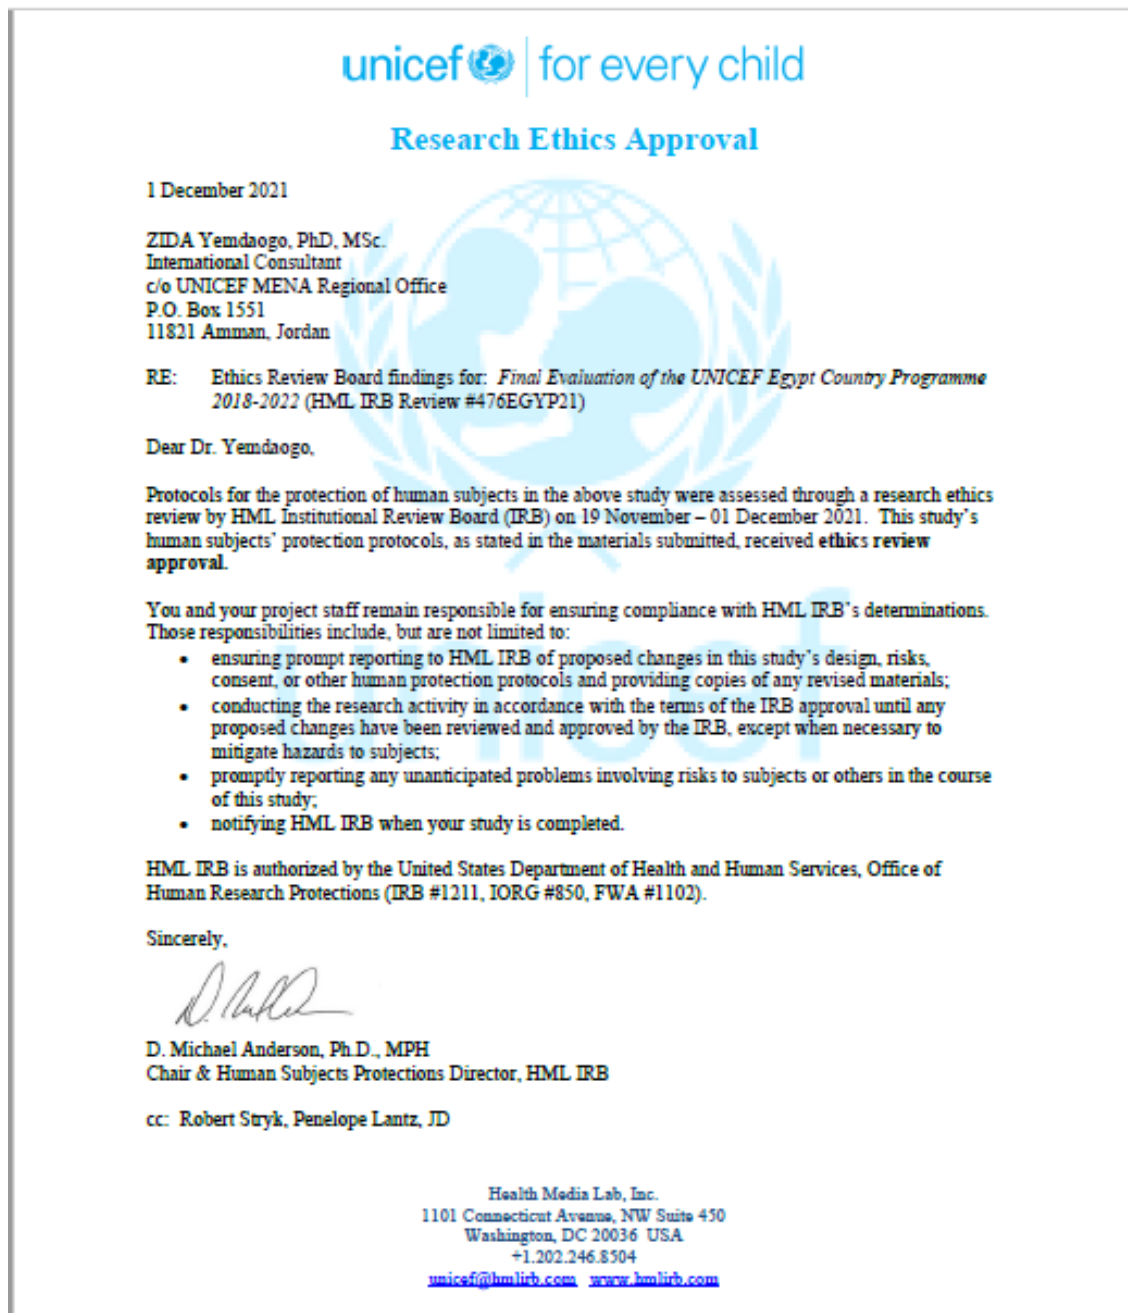 unicef for every child
Research Ethics Approval
1 December 2021
ZIDA Yemdaogo, PhD, MSc.
International Consultant
c/o UNICEF MENA Regional Office
P.O. Box 1551
11821 Amman, Jordan
RE: Ethics Review Board findings for: Final Evaluation of the UNICEF Egypt Country Programme
2018-2022 (HML IRB Review #476EGYP21)
Dear Dr. Yemdaogo,
Protocols for the protection of human subjects in the above study were assessed through a research ethics
review by HML Institutional Review Board (IRB) on 19 November – 01 December 2021. This study's
human subjects' protection protocols, as stated in the materials submitted, received ethics review
approval.
You and your project staff remain responsible for ensuring compliance with HML IRB's determinations.
Those responsibilities include, but are not limited to:
• ensuring prompt reporting to HML IRB of proposed changes in this study's design, risks,
consent, or other human protection protocols and providing copies of any revised materials;
• conducting the research activity in accordance with the terms of the IRB approval until any
proposed changes have been reviewed and approved by the IRB, except when necessary to
mitigate hazards to subjects;
• promptly reporting any unanticipated problems involving risks to subjects or others in the course
of this study;
• notifying HML IRB when your study is completed.
unicef
HML IRB is authorized by the United States Department of Health and Human Services, Office of
Human Research Protections (IRB #1211, IORG #850, FWA #1102).
Sincerely,
D. Michael Anderson, Ph.D., MPH
Chair & Human Subjects Protections Director, HML IRB
cc: Robert Stryk, Penelope Lantz, JD
Health Media Lab, Inc.
1101 Connecticut Avenue, NW Suite 450
Washington, DC 20036 USA
+1.202.246.8504
unicef@hmlirb.com www.hmlirb.com